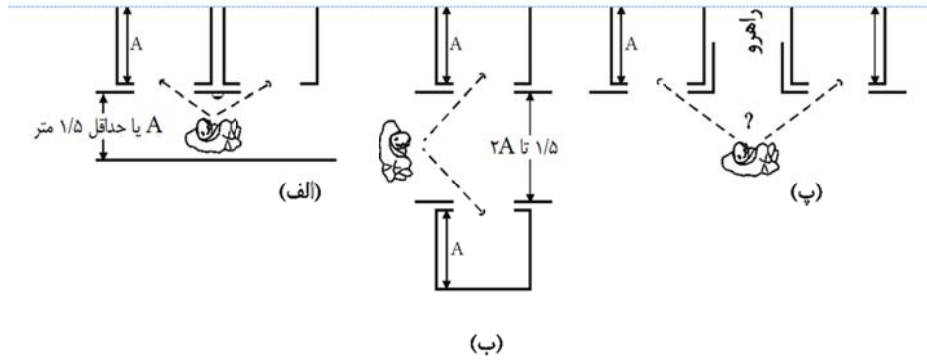 A
A یا حداقل ۱/۵ متر
(الف)
A
۱/۵ تا ۲A
A
(ب)
A
راهرو
?
A
(پ)